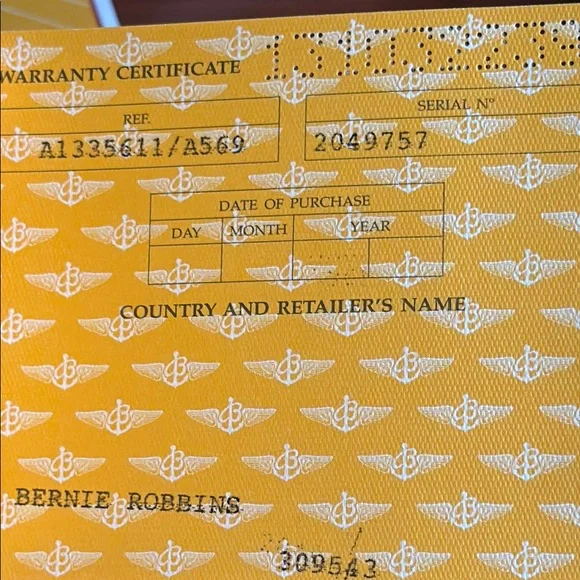 WARRANTY CERTIFICATE
REF.
A1335611/A569
SERIAL Nº
2049757
DATE OF PURCHASE
DAY MONTH YEAR
COUNTRY AND RETAILER'S NAME
BERNIE ROBBINS
309543